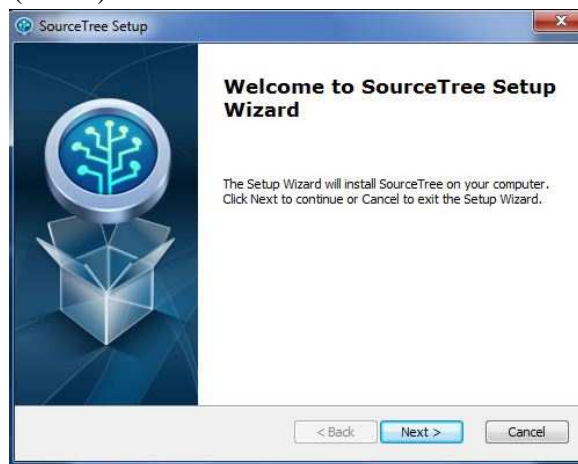 SourceTree Setup
Welcome to SourceTree Setup
Wizard
The Setup Wizard will install SourceTree on your computer.
Click Next to continue or Cancel to exit the Setup Wizard.
< Back Next > Cancel